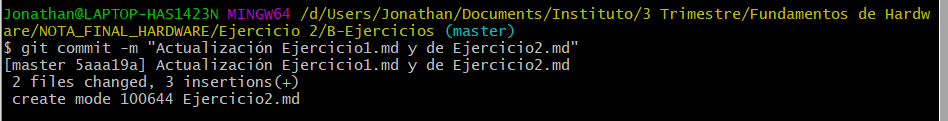 Jonathan@LAPTOP-HAS1423N MINGW64 /d/Users/Jonathan/Documents/Instituto/3 Trimestre/Fundamentos de Hardw
are/NOTA_FINAL_HARDWARE/Ejercicio 2/B-Ejercicios (master)
$ git commit -m "Actualización Ejercicio1.md y de Ejercicio2.md"
[master 5aaa19a] Actualización Ejercicio1.md y de Ejercicio2.md
 2 files changed, 3 insertions(+)
 create mode 100644 Ejercicio2.md